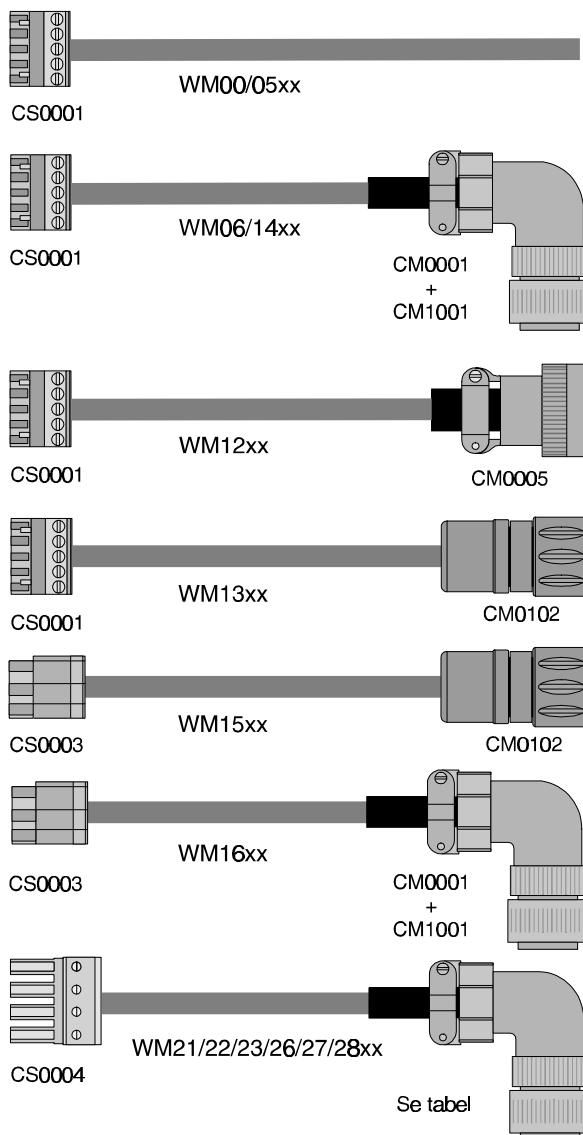 WM00/05xx
CS0001
WM06/14xx
CS0001
CM0001
+
CM1001
WM12xx
CS0001
CM0005
WM13xx
CS0001
CM0102
WM15xx
CS0003
CM0102
WM16xx
CS0003
CM0001
+
CM1001
WM21/22/23/26/27/28xx
CS0004
Se tabel